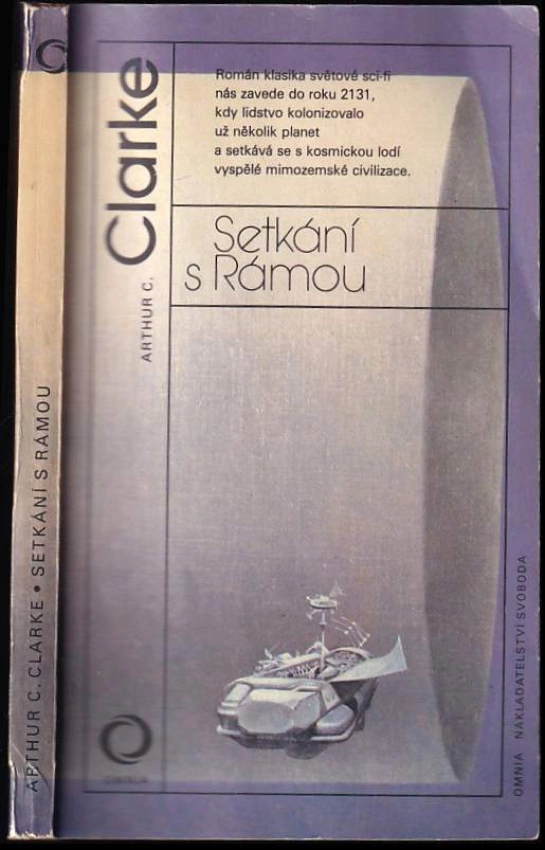 ARTHUR C. CLARKE • SETKÁNÍ S RÁMOU
ARTHUR C.
Clarke
Román klasika světové sci-fi
nás zavede do roku 2131,
kdy lidstvo kolonizovalo
už několik planet
a setkává se s kosmickou lodí
vyspělé mimozemské civilizace.
Setkání
s Rámou
OMNIA NAKLADATELSTVÍ SVOBODA